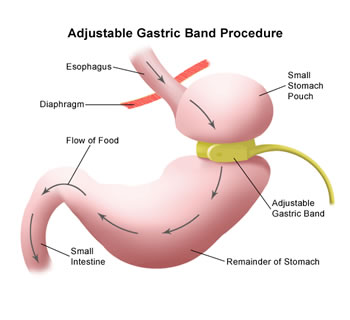 Adjustable Gastric Band Procedure
Esophagus
Small
Stomach
Pouch
Diaphragm
Flow of Food
Adjustable
Gastric Band
Small
Intestine
Remainder of Stomach